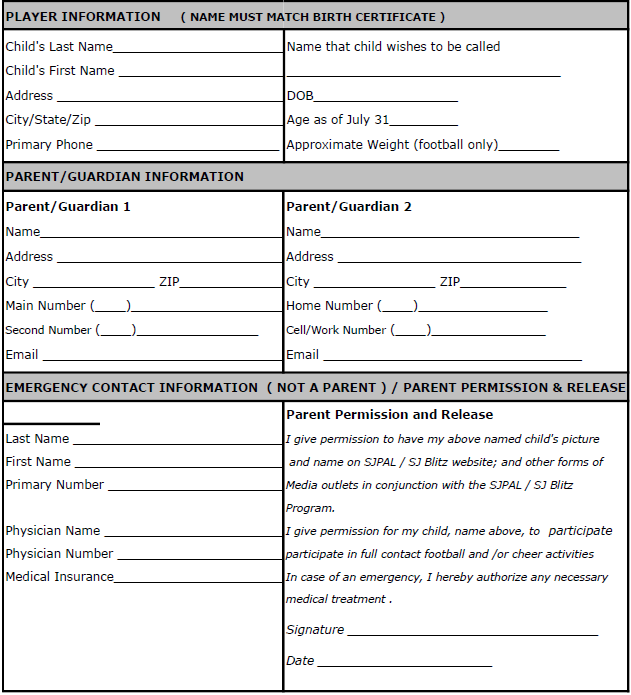 PLAYER INFORMATION ( NAME MUST MATCH BIRTH CERTIFICATE )
Child's Last Name
Child's First Name
Address
City/State/Zip
Primary Phone
Name that child wishes to be called
DOB
Age as of July 31
Approximate Weight (football only)
PARENT/GUARDIAN INFORMATION
Parent/Guardian 1
Name
Address
City ZIP
Main Number (____)
Second Number (____)
Email
Parent/Guardian 2
Name
Address
City ZIP
Home Number (____)
Cell/Work Number (____)
Email
EMERGENCY CONTACT INFORMATION ( NOT A PARENT ) / PARENT PERMISSION & RELEASE
Last Name
First Name
Primary Number
Physician Name
Physician Number
Medical Insurance
Parent Permission and Release
I give permission to have my above named child's picture
and name on SJPAL / SJ Blitz website; and other forms of
Media outlets in conjunction with the SJPAL / SJ Blitz
Program.
I give permission for my child, name above, to participate
participate in full contact football and /or cheer activities
In case of an emergency, I hereby authorize any necessary
medical treatment .
Signature
Date